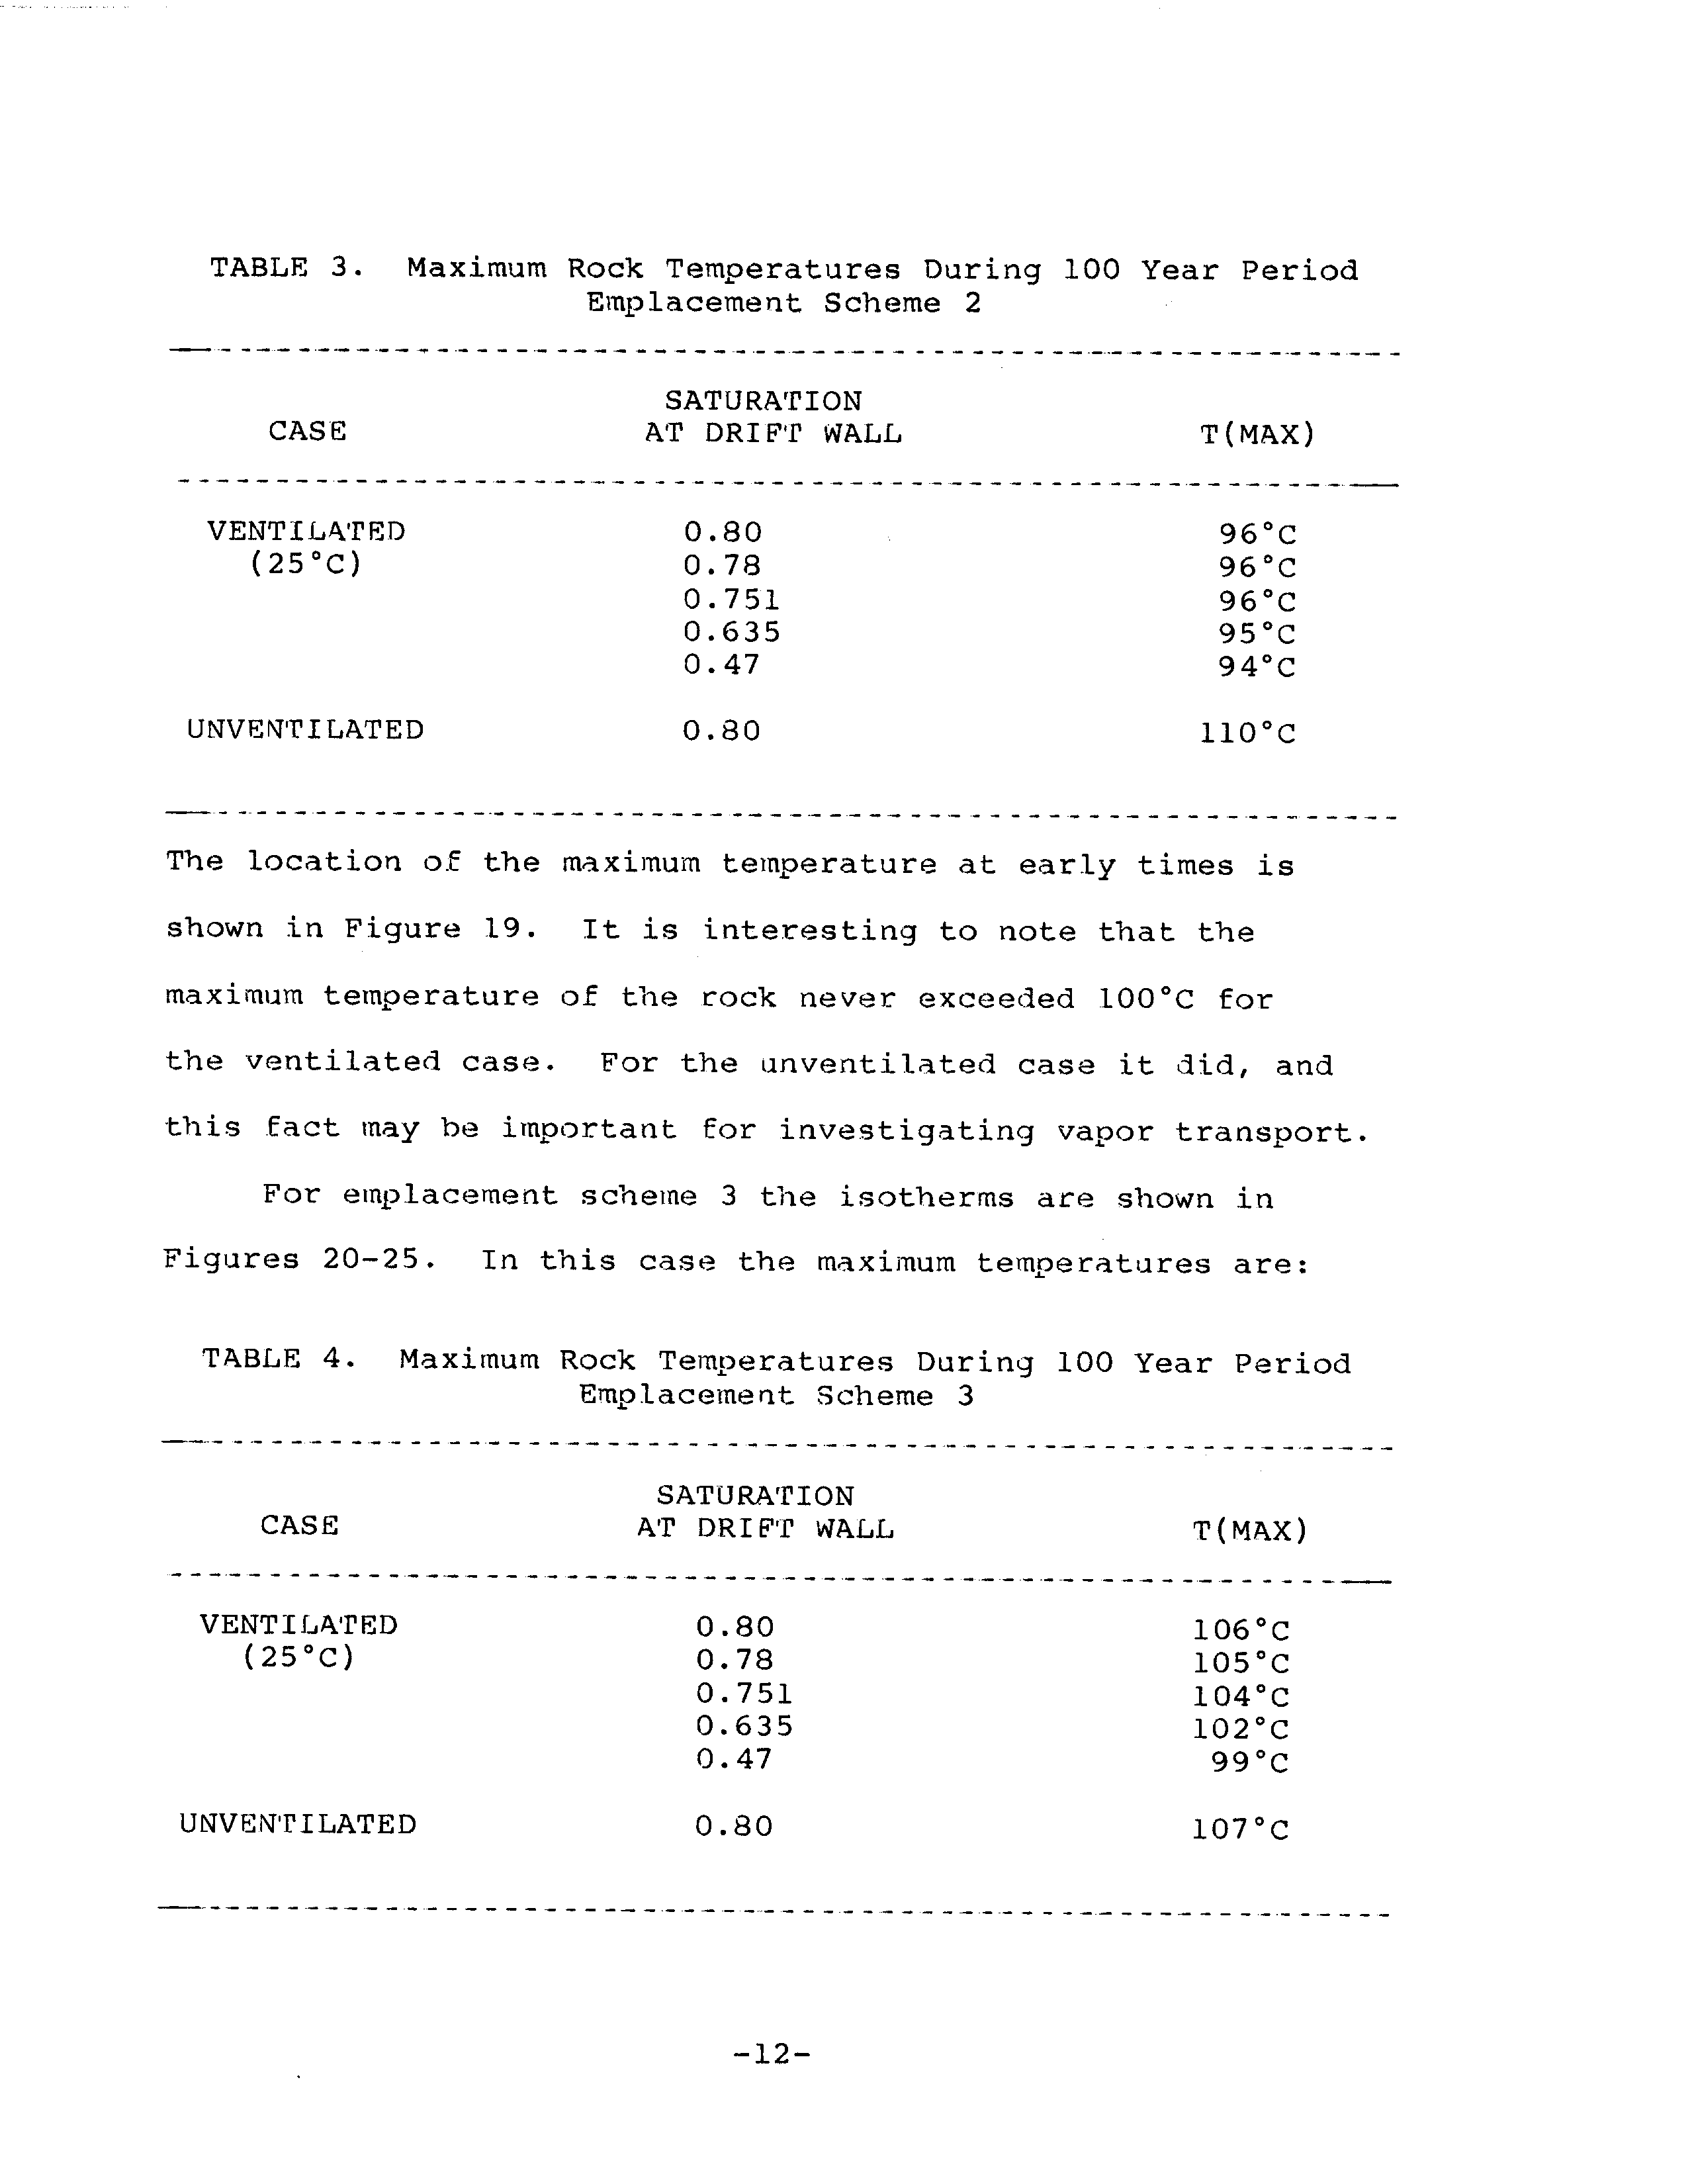 TABLE 3. Maximum Rock Temperatures During 100 Year Period
Emplacement Scheme 2
SATURATION
CASE AT DRIFT WALL T(MAX)
VENTILATED 0.80 96°C
(25°C) 0.78 96°C
0.751 96°C
0.635 95°C
0.47 94°C
UNVENTILATED 0.80 110°C
The location of the maximum temperature at early times is
shown in Figure 19. It is interesting to note that the
maximum temperature of the rock never exceeded 100°C for
the ventilated case. For the unventilated case it did, and
this fact may be important for investigating vapor transport.
For emplacement scheme 3 the isotherms are shown in
Figures 20-25. In this case the maximum temperatures are:
TABLE 4. Maximum Rock Temperatures During 100 Year Period
Emplacement Scheme 3
SATURATION
CASE AT DRIFT WALL T(MAX)
VENTILATED 0.80 106°C
(25°C) 0.78 105°C
0.751 104°C
0.635 102°C
0.47 99°C
UNVENTILATED 0.80 107°C
-12-